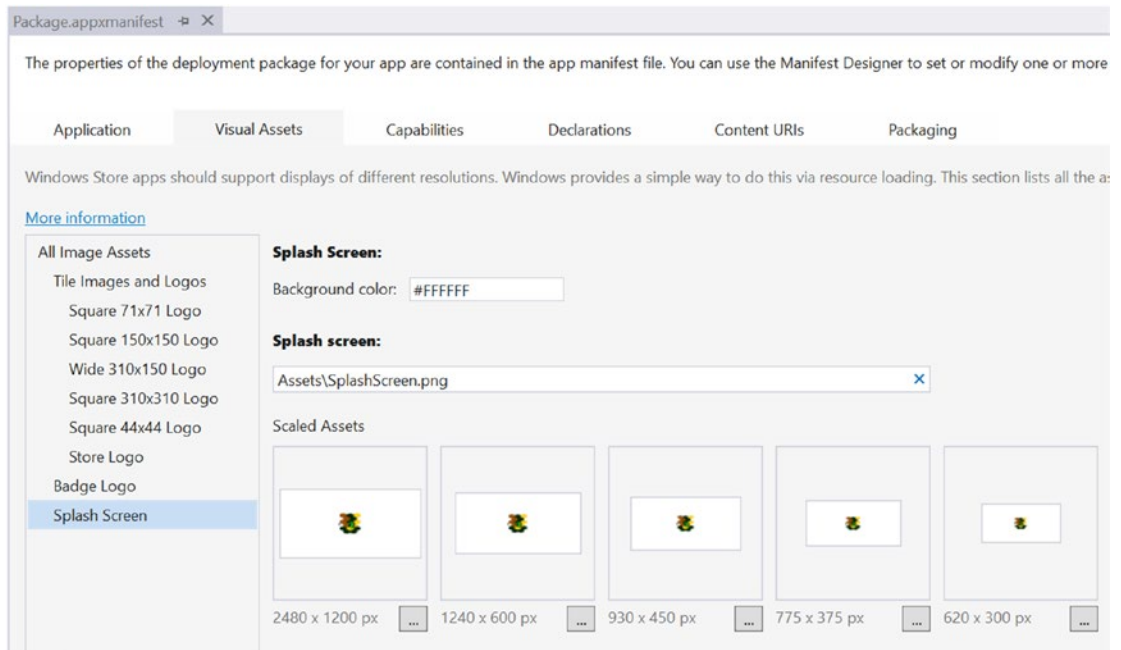 Package.appxmanifest
The properties of the deployment package for your app are contained in the app manifest file. You can use the Manifest Designer to set or modify one or more
Application Visual Assets Capabilities Declarations Content URIs Packaging
Windows Store apps should support displays of different resolutions. Windows provides a simple way to do this via resource loading. This section lists all the
More information
All Image Assets
Tile Images and Logos
Square 71x71 Logo
Square 150x150 Logo
Wide 310x150 Logo
Square 310x310 Logo
Square 44x44 Logo
Store Logo
Badge Logo
Splash Screen
Splash Screen:
Background color: #FFFFFF
Splash screen:
Assets\SplashScreen.png
Scaled Assets
2480 x 1200 px ... 1240 x 600 px ... 930 x 450 px ... 775 x 375 px ... 620 x 300 px ...